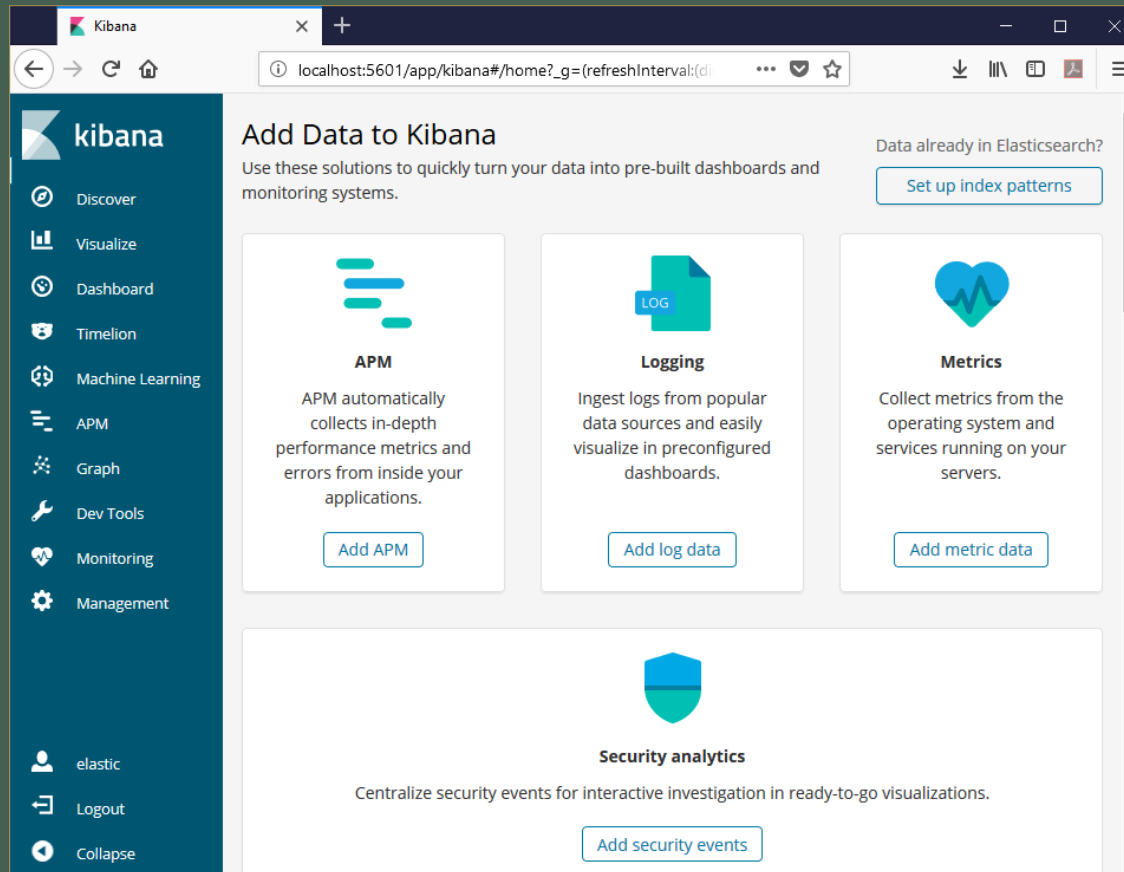 Kibana
localhost:5601/app/kibana#/home?_g=(refreshInterval:(di
kibana
Discover
Visualize
Dashboard
Timelion
Machine Learning
APM
Graph
Dev Tools
Monitoring
Management
elastic
Logout
Collapse
Add Data to Kibana
Use these solutions to quickly turn your data into pre-built dashboards and
monitoring systems.
Data already in Elasticsearch?
Set up index patterns
APM
APM automatically
collects in-depth
performance metrics and
errors from inside your
applications.
Add APM
LOG
Logging
Ingest logs from popular
data sources and easily
visualize in preconfigured
dashboards.
Add log data
Metrics
Collect metrics from the
operating system and
services running on your
servers.
Add metric data
Security analytics
Centralize security events for interactive investigation in ready-to-go visualizations.
Add security events